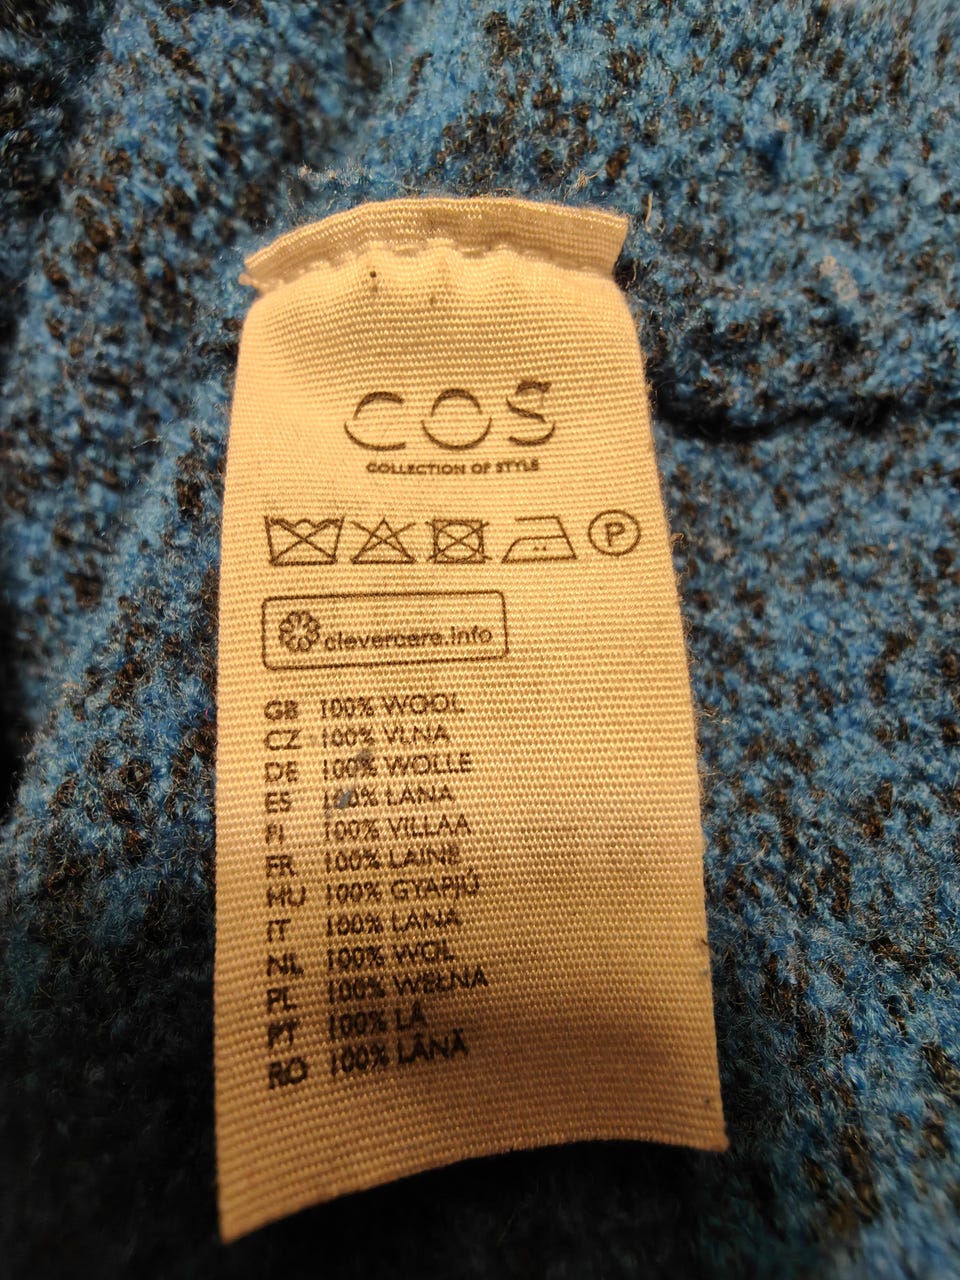 COS
COLLECTION OF STYLE
P
clevercare.info
GB 100% WOOL
CZ 100% VLNA
DE 100% WOLLE
ES 100% LANA
FI 100% VILLAA
FR 100% LAINE
HU 100% GYAPJÚ
IT 100% LANA
NL 100% WOL
PL 100% WEŁNA
PT 100% LÃ
RO 100% LÂNĂ